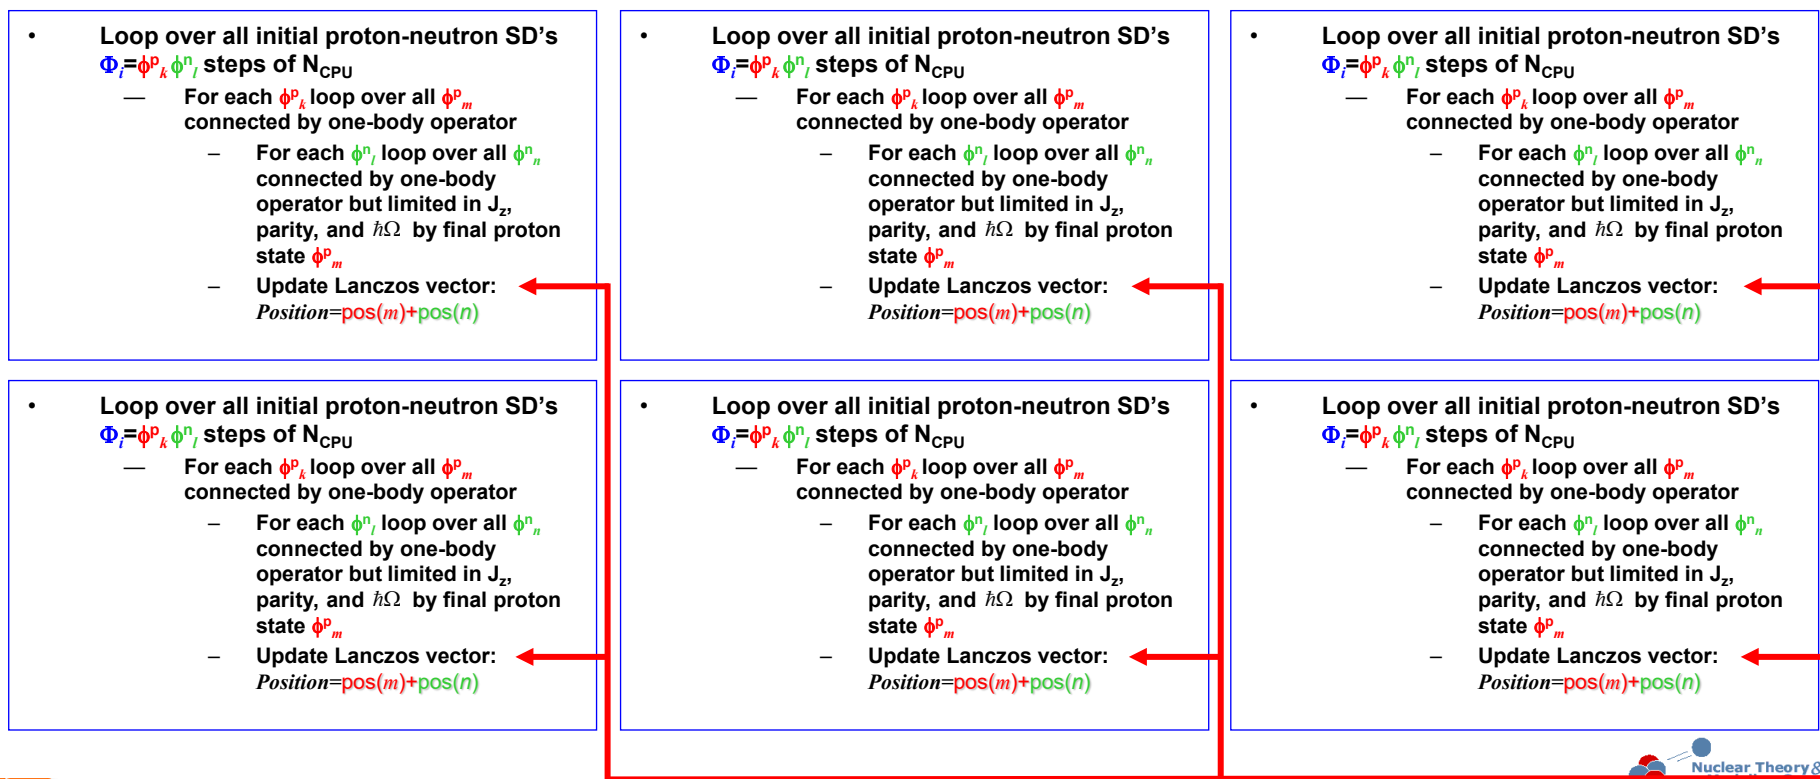 • Loop over all initial proton-neutron SD's
Φi=ϕpk ϕnl steps of NCPU
— For each ϕpk loop over all ϕpm
connected by one-body operator
– For each ϕnl loop over all ϕnn
connected by one-body
operator but limited in Jz,
parity, and ħΩ by final proton
state ϕpm
– Update Lanczos vector:
Position=pos(m)+pos(n)
• Loop over all initial proton-neutron SD's
Φi=ϕpk ϕnl steps of NCPU
— For each ϕpk loop over all ϕpm
connected by one-body operator
– For each ϕnl loop over all ϕnn
connected by one-body
operator but limited in Jz,
parity, and ħΩ by final proton
state ϕpm
– Update Lanczos vector:
Position=pos(m)+pos(n)
• Loop over all initial proton-neutron SD's
Φi=ϕpk ϕnl steps of NCPU
— For each ϕpk loop over all ϕpm
connected by one-body operator
– For each ϕnl loop over all ϕnn
connected by one-body
operator but limited in Jz,
parity, and ħΩ by final proton
state ϕpm
– Update Lanczos vector:
Position=pos(m)+pos(n)
• Loop over all initial proton-neutron SD's
Φi=ϕpk ϕnl steps of NCPU
— For each ϕpk loop over all ϕpm
connected by one-body operator
– For each ϕnl loop over all ϕnn
connected by one-body
operator but limited in Jz,
parity, and ħΩ by final proton
state ϕpm
– Update Lanczos vector:
Position=pos(m)+pos(n)
• Loop over all initial proton-neutron SD's
Φi=ϕpk ϕnl steps of NCPU
— For each ϕpk loop over all ϕpm
connected by one-body operator
– For each ϕnl loop over all ϕnn
connected by one-body
operator but limited in Jz,
parity, and ħΩ by final proton
state ϕpm
– Update Lanczos vector:
Position=pos(m)+pos(n)
• Loop over all initial proton-neutron SD's
Φi=ϕpk ϕnl steps of NCPU
— For each ϕpk loop over all ϕpm
connected by one-body operator
– For each ϕnl loop over all ϕnn
connected by one-body
operator but limited in Jz,
parity, and ħΩ by final proton
state ϕpm
– Update Lanczos vector:
Position=pos(m)+pos(n)
Nuclear Theory &